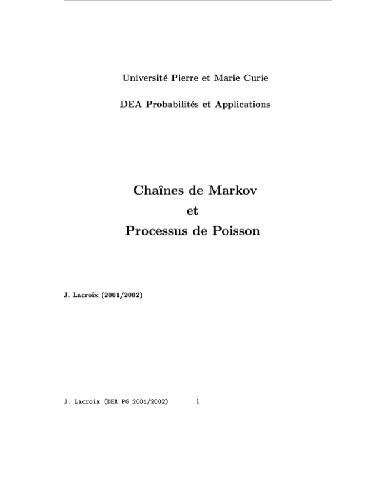 Université Pierre et Marie Curie
DEA Probabilités et Applications
Chaînes de Markov
et
Processus de Poisson
J. Lacroix (2001/2002)
J. Lacroix (DEA P6 2001/2002) 1